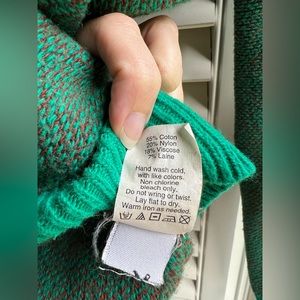 55% Coton
20% Nylon
18% Viscose
7% Laine
Hand wash cold,
with like colors.
Non chlorine
bleach only.
Do not wring or twist.
Lay flat to dry.
Warm iron as needed.